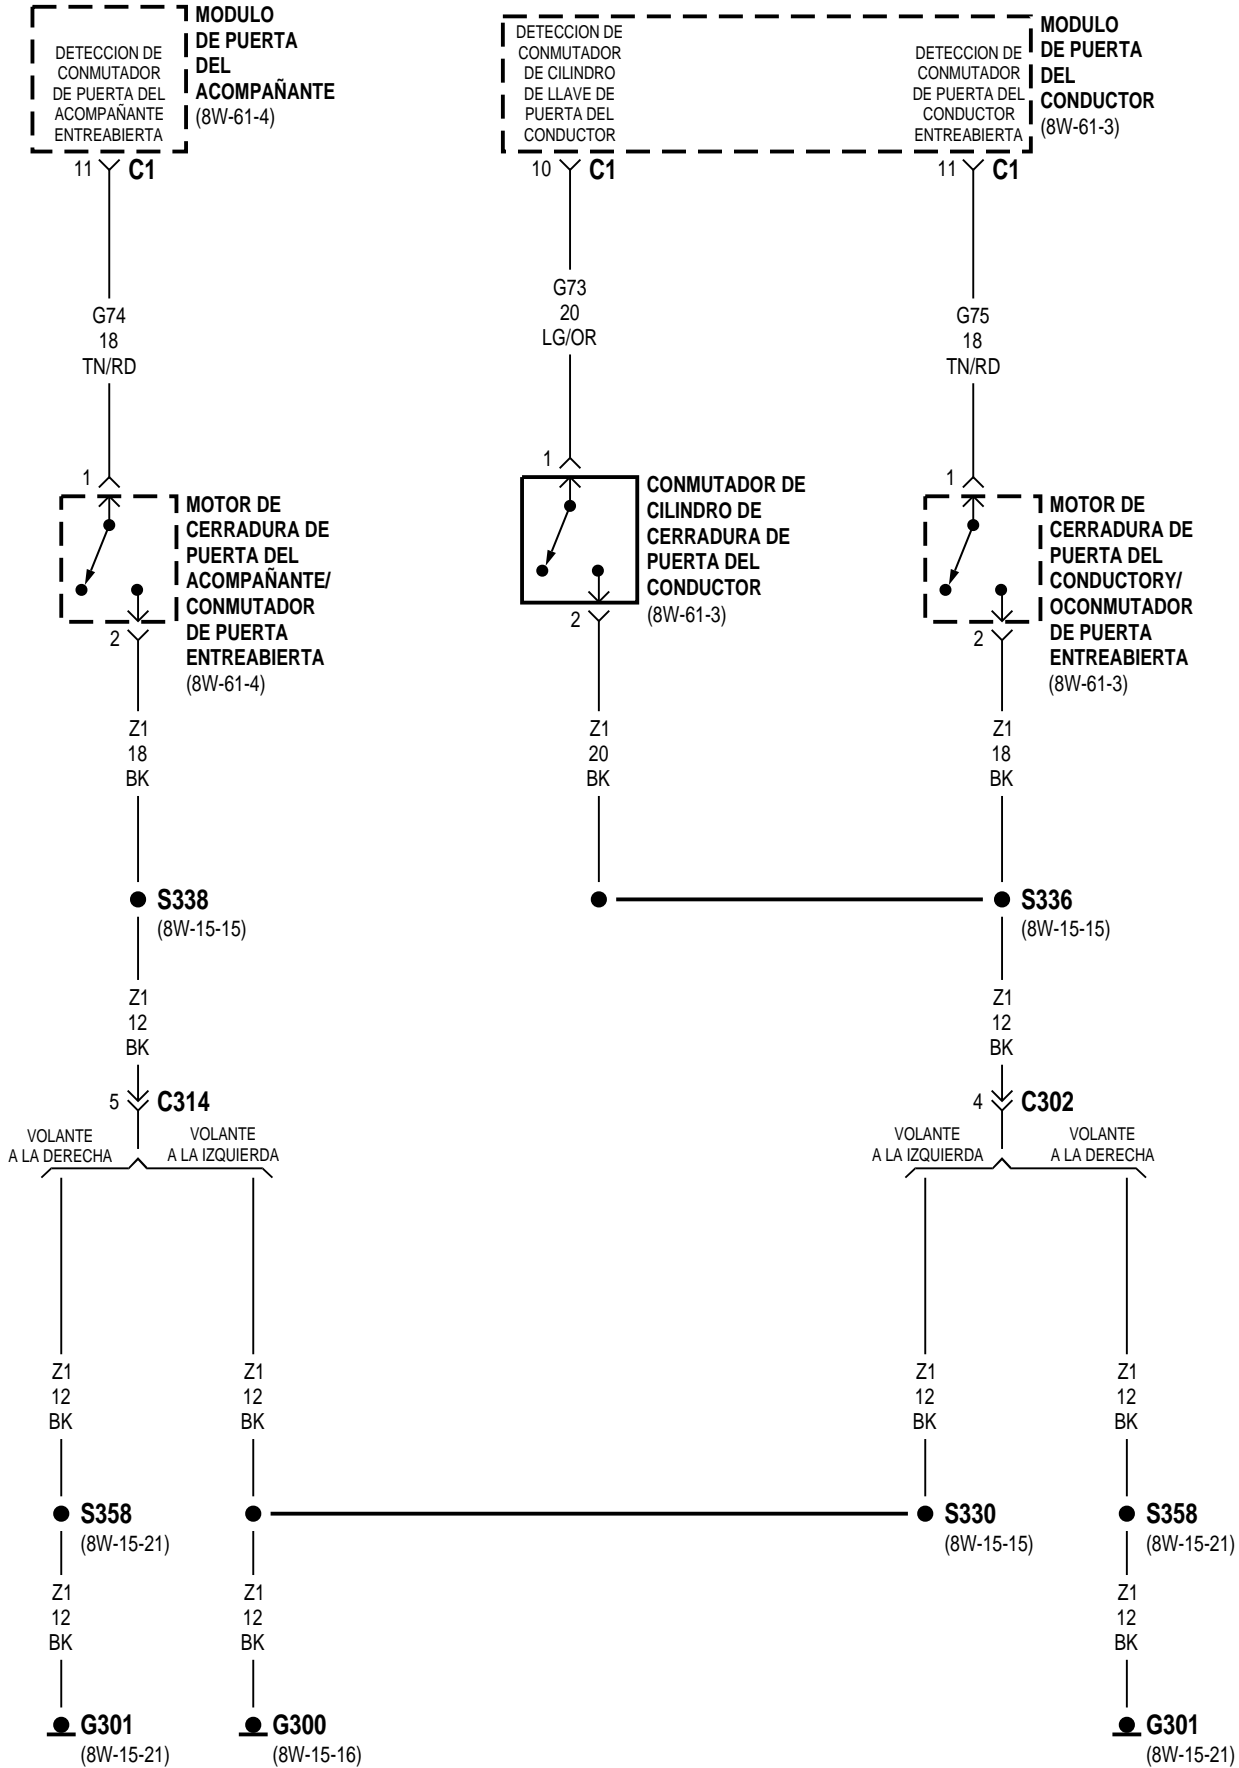 MODULO
DE PUERTA
DEL
ACOMPAÑANTE
(8W-61-4)
DETECCION DE
CONMUTADOR
DE PUERTA DEL
ACOMPAÑANTE
ENTREABIERTA
11
C1
DETECCION DE
CONMUTADOR
DE CILINDRO
DE LLAVE DE
PUERTA DEL
CONDUCTOR
10
C1
DETECCION DE
CONMUTADOR
DE PUERTA DEL
CONDUCTOR
ENTREABIERTA
11
C1
MODULO
DE PUERTA
DEL
CONDUCTOR
(8W-61-3)
G74
18
TN/RD
G73
20
LG/OR
G75
18
TN/RD
1
MOTOR DE
CERRADURA DE
PUERTA DEL
ACOMPAÑANTE/
CONMUTADOR
DE PUERTA
ENTREABIERTA
(8W-61-4)
2
1
CONMUTADOR DE
CILINDRO DE
CERRADURA DE
PUERTA DEL
CONDUCTOR
(8W-61-3)
2
1
MOTOR DE
CERRADURA DE
PUERTA DEL
CONDUCTORY/
OCONMUTADOR
DE PUERTA
ENTREABIERTA
(8W-61-3)
2
Z1
18
BK
Z1
20
BK
Z1
18
BK
S338
(8W-15-15)
S336
(8W-15-15)
Z1
12
BK
Z1
12
BK
5
C314
4
C302
VOLANTE
A LA DERECHA
VOLANTE
A LA IZQUIERDA
VOLANTE
A LA IZQUIERDA
VOLANTE
A LA DERECHA
Z1
12
BK
Z1
12
BK
Z1
12
BK
Z1
12
BK
S358
(8W-15-21)
S330
(8W-15-15)
S358
(8W-15-21)
Z1
12
BK
Z1
12
BK
Z1
12
BK
G301
(8W-15-21)
G300
(8W-15-16)
G301
(8W-15-21)